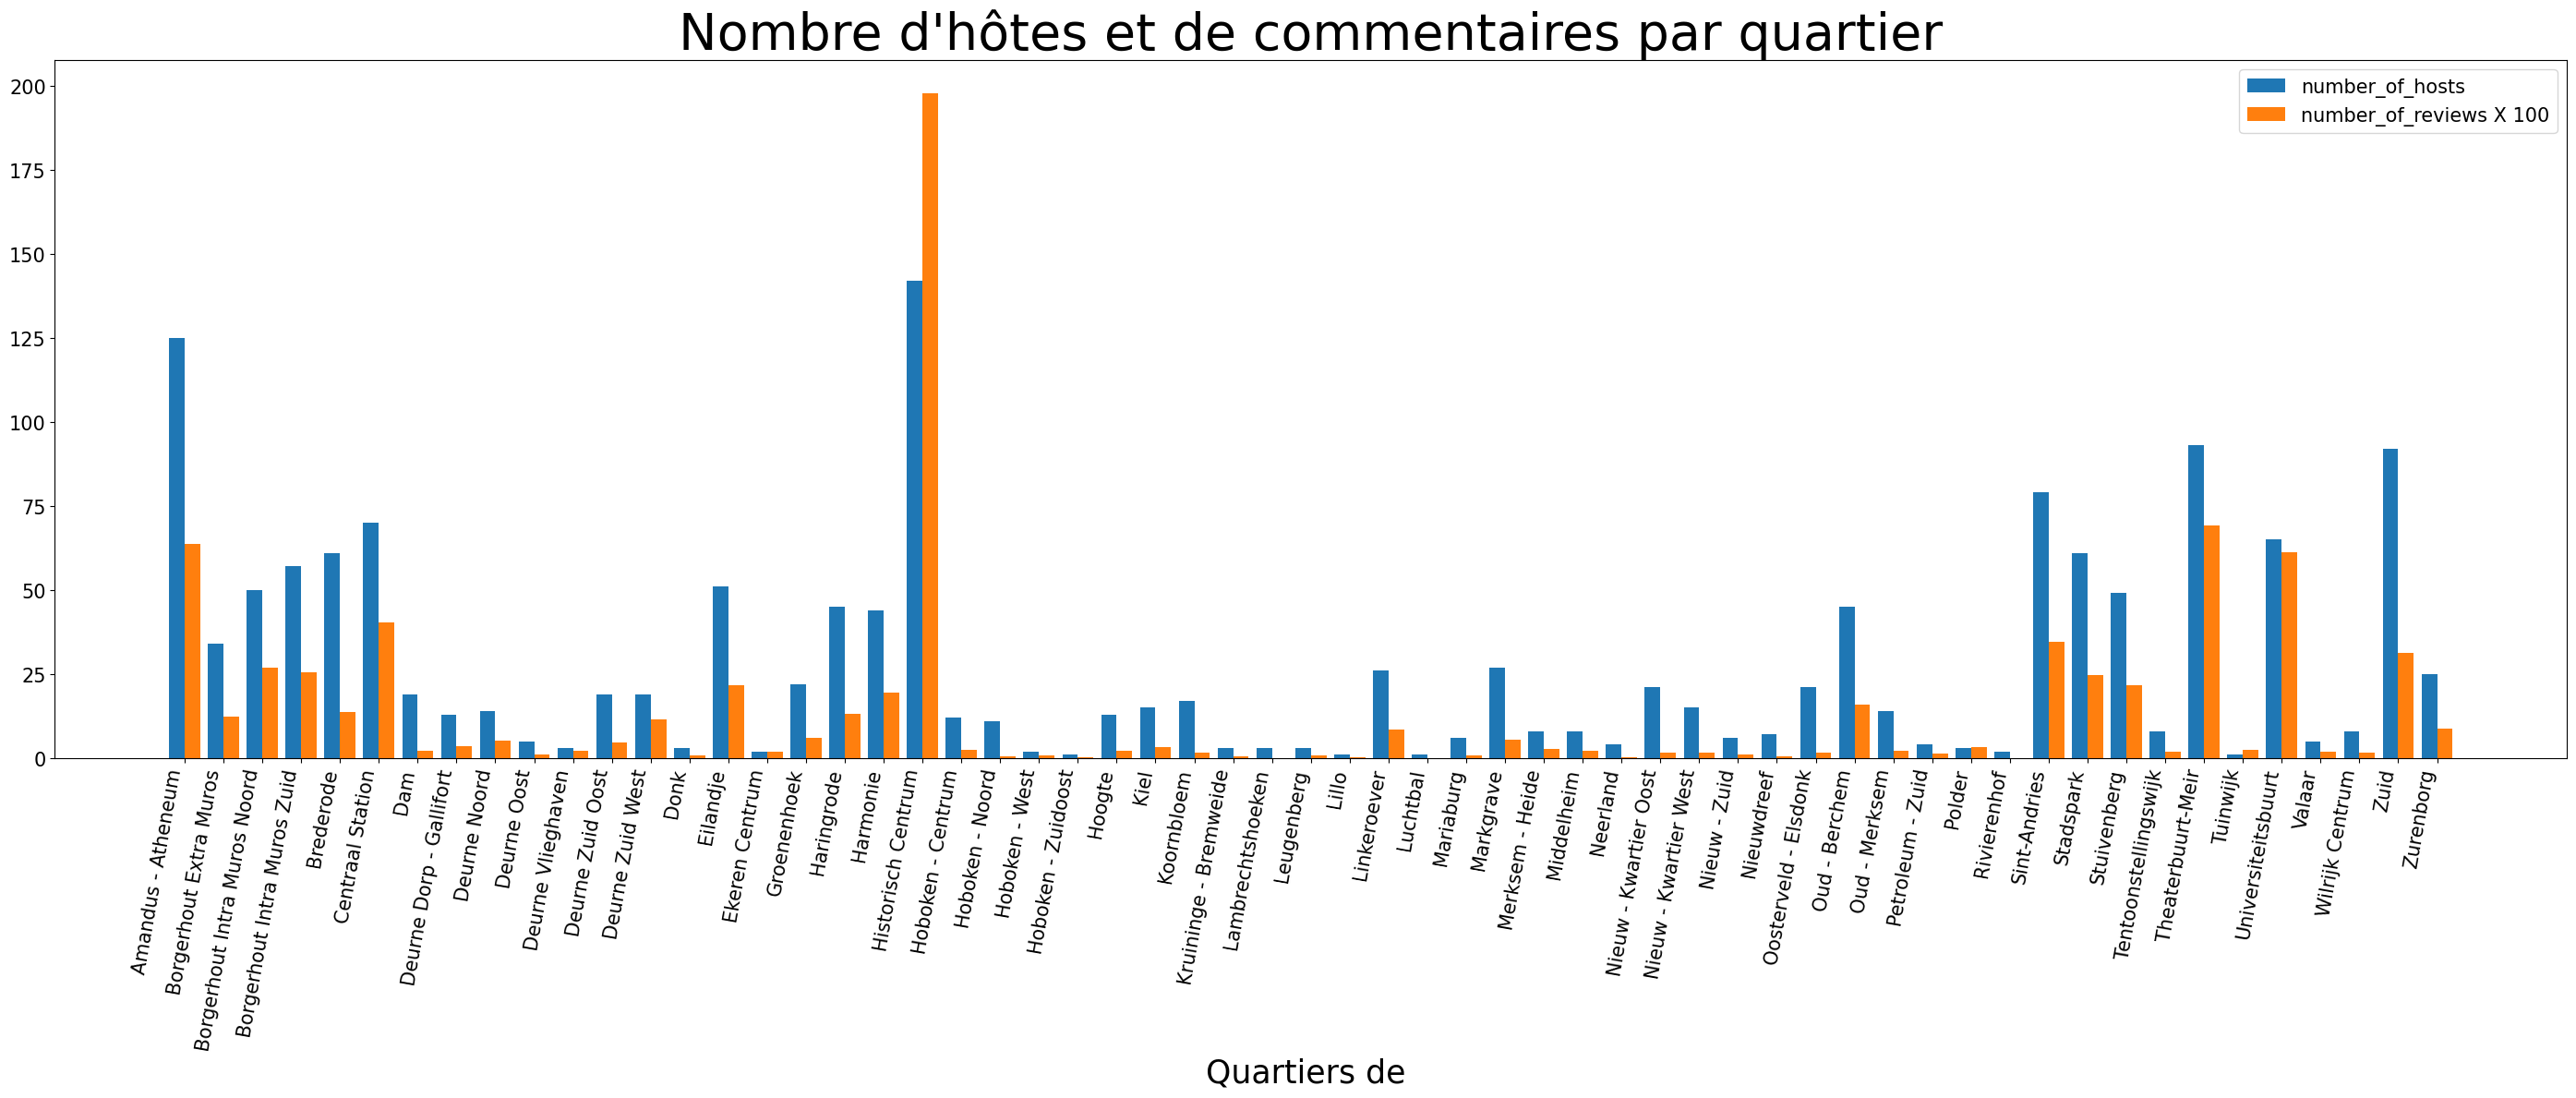 Nombre d'hôtes et de commentaires par quartier
number_of_hosts
number_of_reviews X 100
200
175
150
125
100
75
50
25
0
Amandus - Atheneum
Borgerhout Extra Muros
Borgerhout Intra Muros Noord
Borgerhout Intra Muros Zuid
Brederode
Centraal Station
Dam
Deurne Dorp - Gallifort
Deurne Noord
Deurne Oost
Deurne Vlieghaven
Deurne Zuid Oost
Deurne Zuid West
Donk
Eilandje
Ekeren Centrum
Groenenhoek
Haringrode
Harmonie
Historisch Centrum
Hoboken - Centrum
Hoboken - Noord
Hoboken - West
Hoboken - Zuidoost
Hoogte
Kiel
Koornbloem
Kruininge - Bremweide
Lambrechtshoeken
Leugenberg
Lillo
Linkeroever
Luchtbal
Mariaburg
Markgrave
Merksem - Heide
Middelheim
Neerland
Nieuw - Kwartier Oost
Nieuw - Kwartier West
Nieuw - Zuid
Nieuwdreef
Oosterveld - Elsdonk
Oud - Berchem
Oud - Merksem
Petroleum - Zuid
Polder
Rivierenhof
Sint-Andries
Stadspark
Stuivenberg
Tentoonstellingswijk
Theaterbuurt-Meir
Tuinwijk
Universiteitsbuurt
Valaar
Wilrijk Centrum
Zuid
Zurenborg
Quartiers de